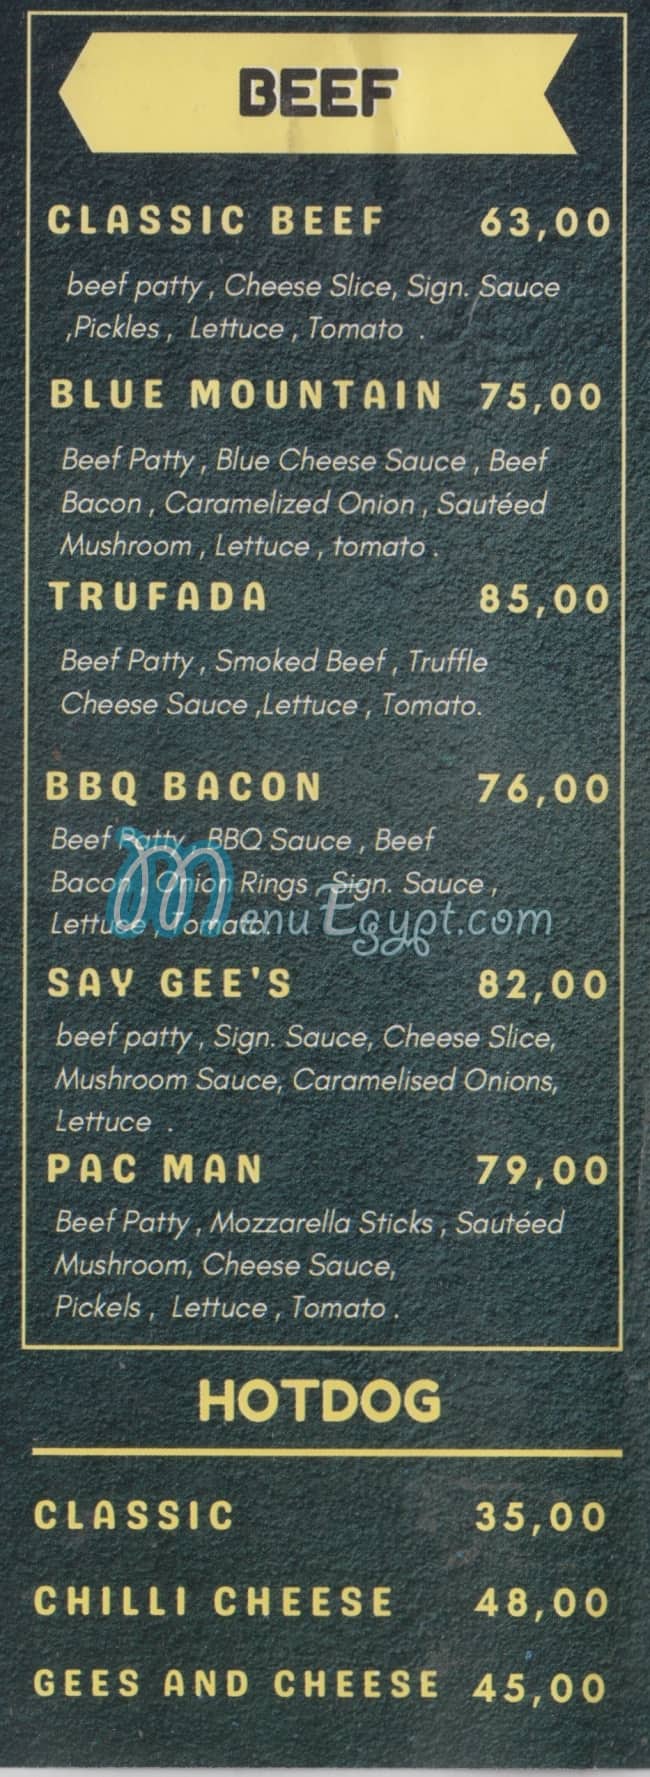 BEEF
CLASSIC BEEF 63,00
beef patty , Cheese Slice, Sign. Sauce
,Pickles , Lettuce , Tomato .
BLUE MOUNTAIN 75,00
Beef Patty , Blue Cheese Sauce , Beef
Bacon , Caramelized Onion , Sautéed
Mushroom , Lettuce , tomato .
TRUFADA 85,00
Beef Patty , Smoked Beef , Truffle
Cheese Sauce ,Lettuce , Tomato.
BBQ BACON 76,00
Beef Patty , BBQ Sauce , Beef
Bacon , Onion Rings , Sign. Sauce ,
Lettuce , Tomato.
MenuEgypt.com
SAY GEE'S 82,00
beef patty , Sign. Sauce, Cheese Slice,
Mushroom Sauce, Caramelised Onions,
Lettuce .
PAC MAN 79,00
Beef Patty , Mozzarella Sticks , Sautéed
Mushroom, Cheese Sauce,
Pickels , Lettuce , Tomato .
HOTDOG
CLASSIC 35,00
CHILLI CHEESE 48,00
GEES AND CHEESE 45,00